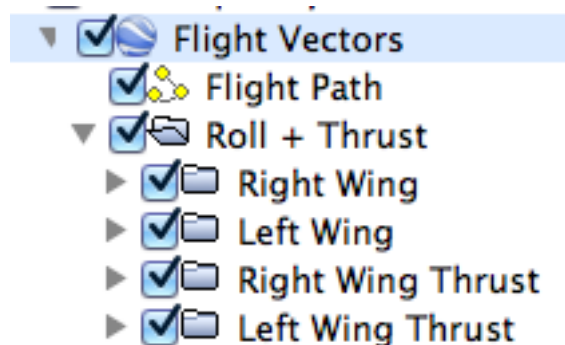 Flight Vectors
Flight Path
Roll + Thrust
Right Wing
Left Wing
Right Wing Thrust
Left Wing Thrust